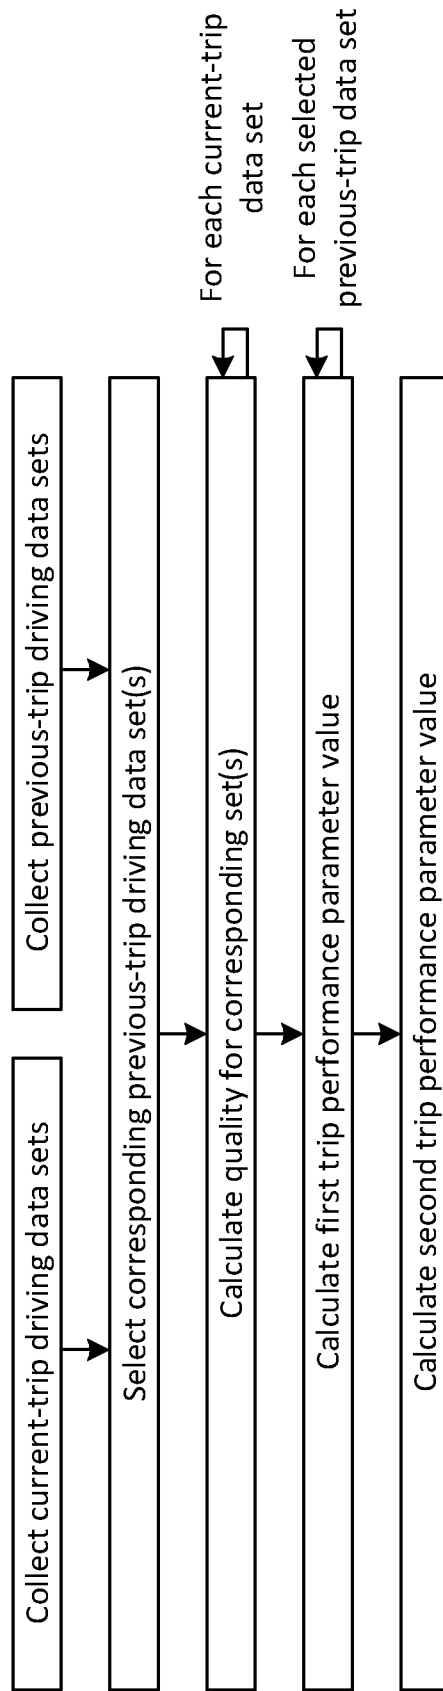 Collect current-trip driving data sets
Collect previous-trip driving data sets
Select corresponding previous-trip driving data set(s)
Calculate quality for corresponding set(s)
For each current-trip
data set
Calculate first trip performance parameter value
For each selected
previous-trip data set
Calculate second trip performance parameter value